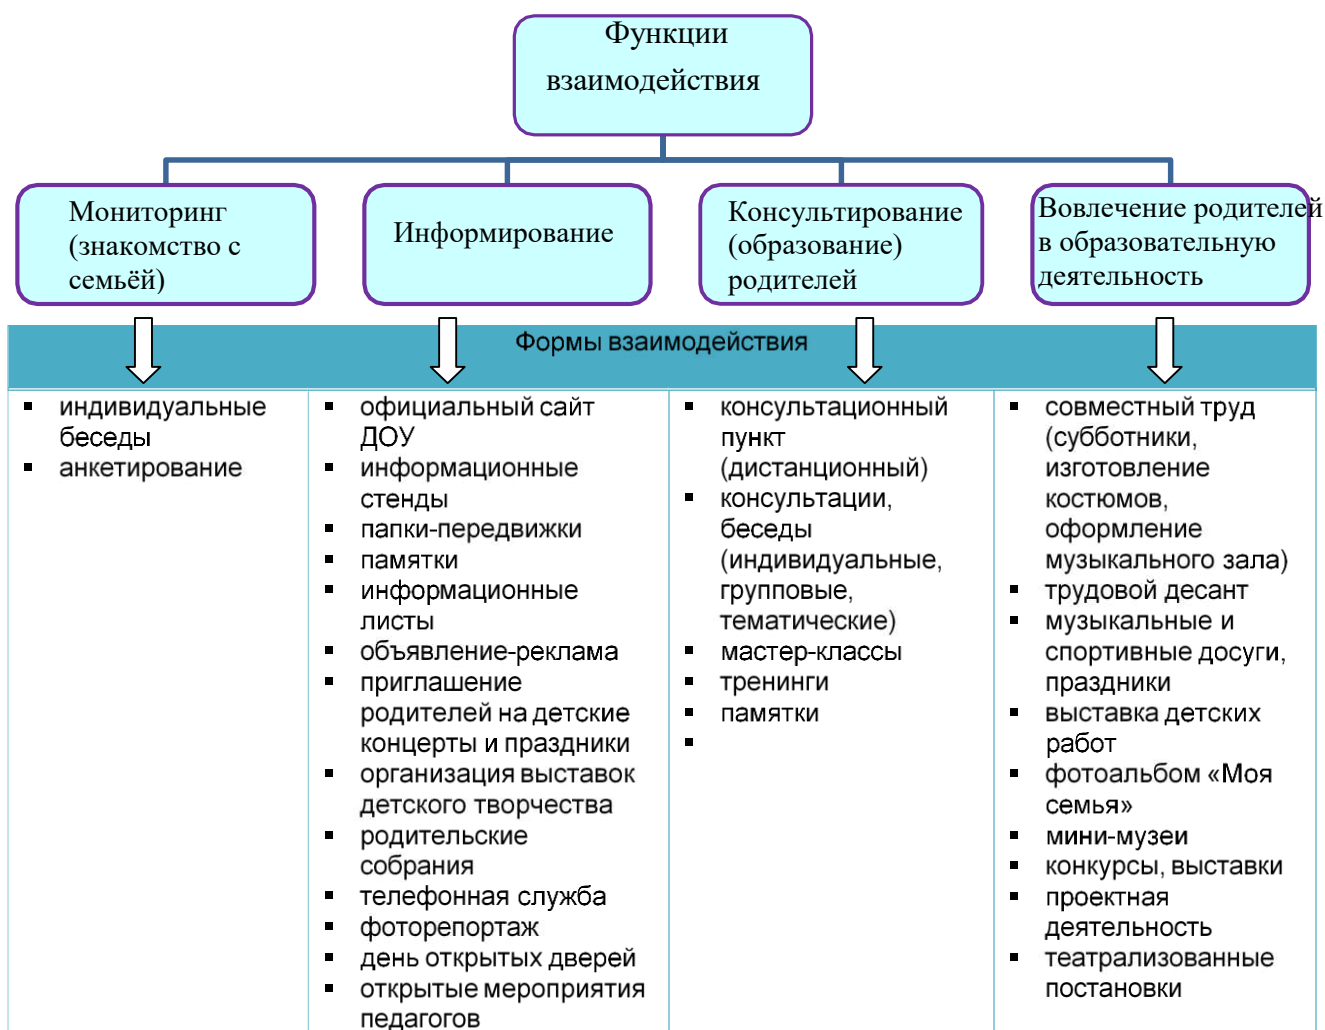 Функции
взаимодействия
Мониторинг
(знакомство с
семьёй)
Информирование
Консультирование
(образование)
родителей
Вовлечение родителей
в образовательную
деятельность
Формы взаимодействия
▪ индивидуальные
беседы
▪ анкетирование
▪ официальный сайт
ДОУ
▪ информационные
стенды
▪ папки-передвижки
▪ памятки
▪ информационные
листы
▪ объявление-реклама
▪ приглашение
родителей на детские
концерты и праздники
▪ организация выставок
детского творчества
▪ родительские
собрания
▪ телефонная служба
▪ фоторепортаж
▪ день открытых дверей
▪ открытые мероприятия
педагогов
▪ консультационный
пункт
(дистанционный)
▪ консультации,
беседы
(индивидуальные,
групповые,
тематические)
▪ мастер-классы
▪ тренинги
▪ памятки
▪
▪ совместный труд
(субботники,
изготовление
костюмов,
оформление
музыкального зала)
▪ трудовой десант
▪ музыкальные и
спортивные досуги,
праздники
▪ выставка детских
работ
▪ фотоальбом «Моя
семья»
▪ мини-музеи
▪ конкурсы, выставки
▪ проектная
деятельность
▪ театрализованные
постановки